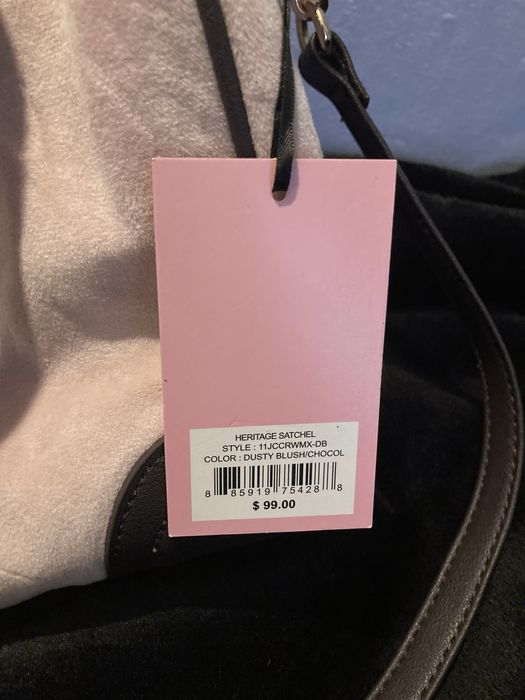 HERITAGE SATCHEL
STYLE : 11JCCRWMX-DB
COLOR : DUSTY BLUSH/CHOCOL
8 85919 75428 8
$ 99.00